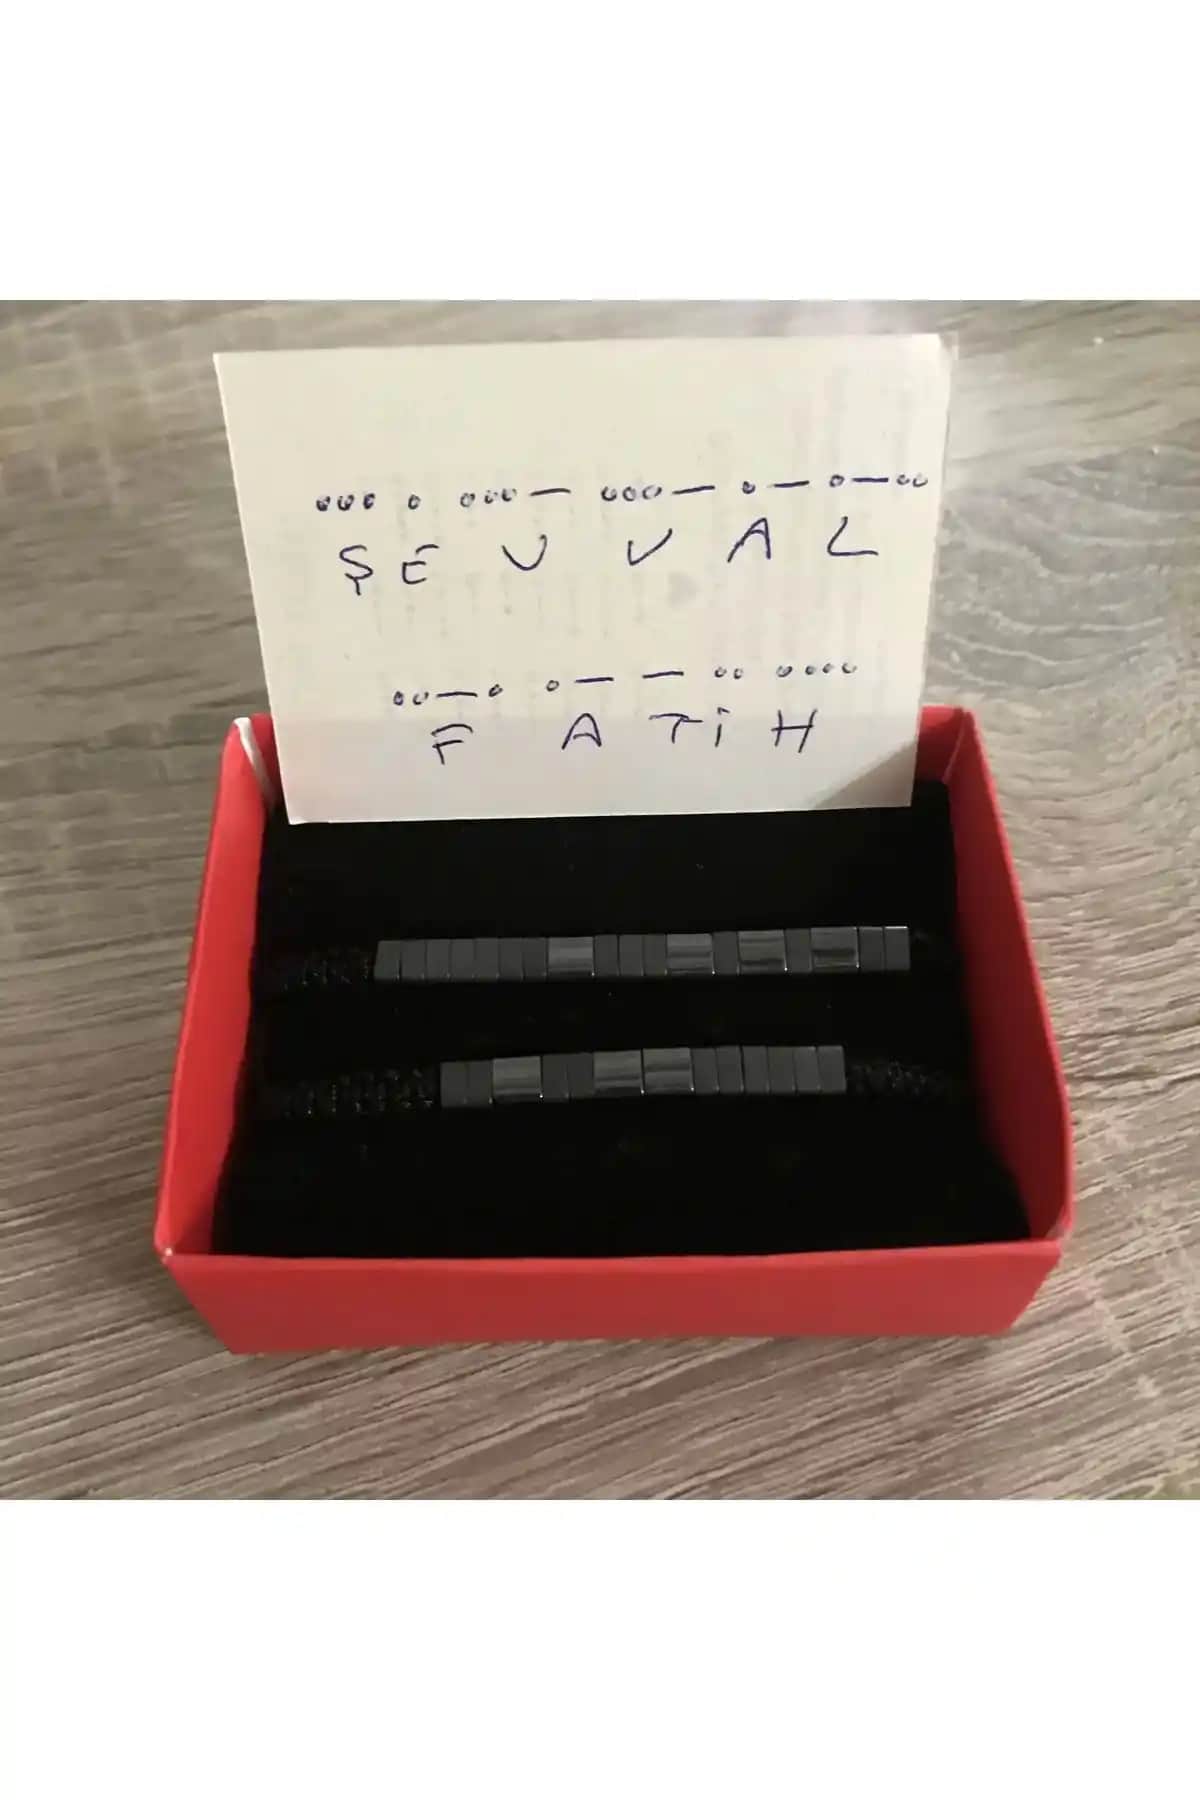 ... . ...− ...− .− .−..
ŞEVVAL
..−. .− − .. ....
FATİH